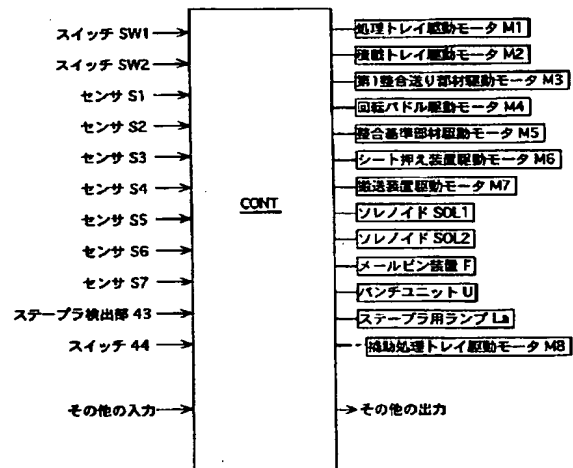 スイッチ SW1
スイッチ SW2
センサ S1
センサ S2
センサ S3
センサ S4
センサ S5
センサ S6
センサ S7
ステープラ検出部 43
スイッチ 44
その他の入力
CONT
処理トレイ駆動モータ M1
積載トレイ駆動モータ M2
第1整合送り部材駆動モータ M3
回転パドル駆動モータ M4
整合基準部材駆動モータ M5
シート押え装置駆動モータ M6
搬送装置駆動モータ M7
ソレノイド SOL1
ソレノイド SOL2
メールビン装置 F
パンチユニット U
ステープラ用ランプ La
補助処理トレイ駆動モータ M8
その他の出力